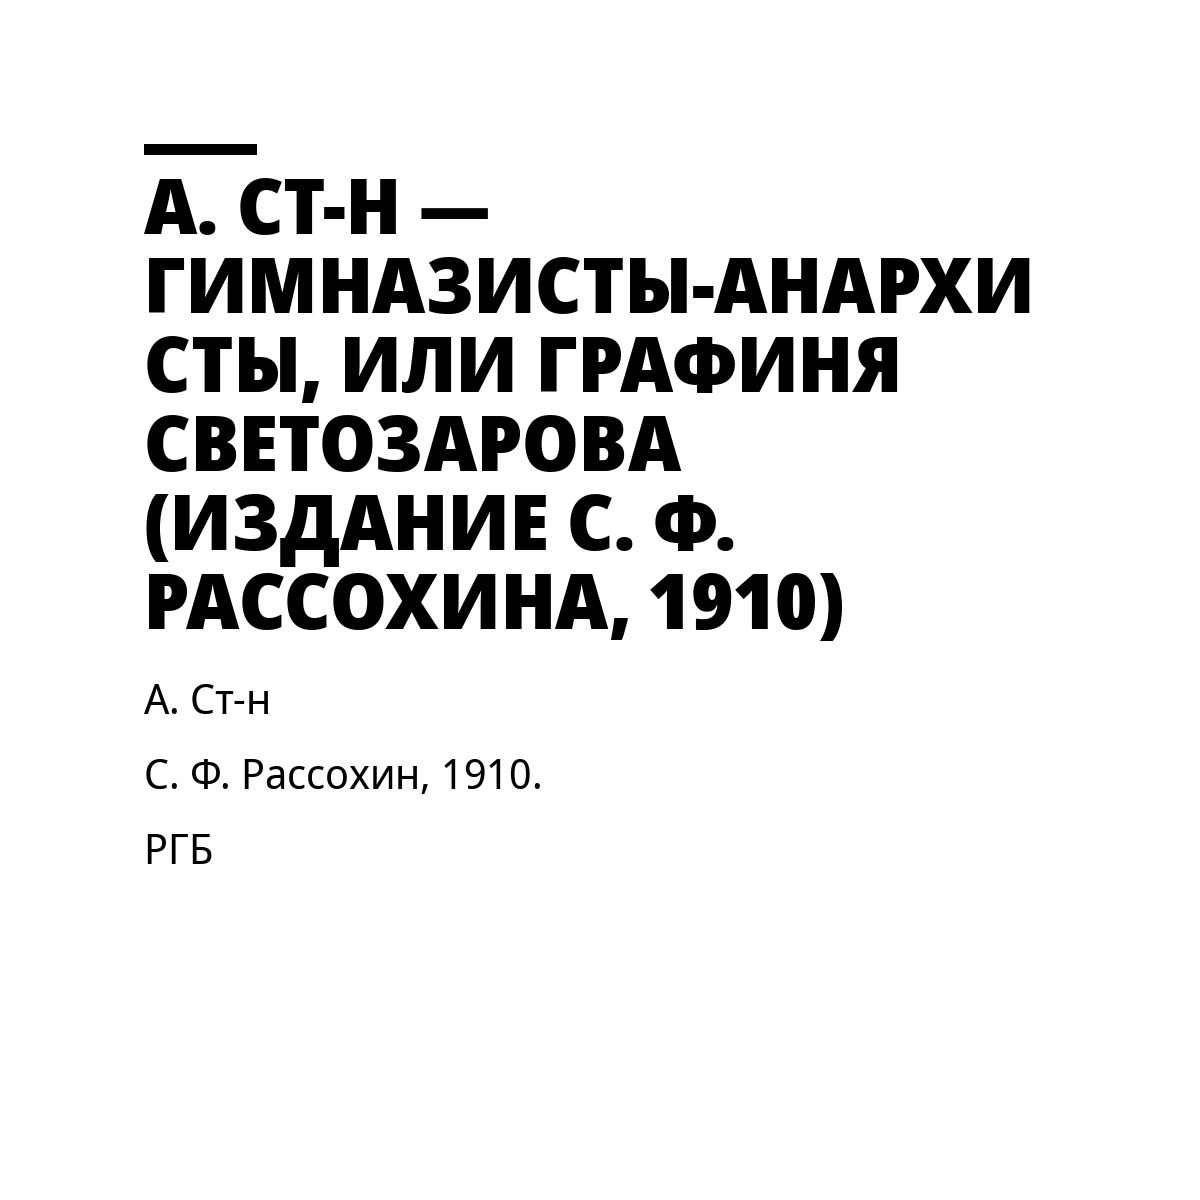 А. СТ-Н —
ГИМНАЗИСТЫ-АНАРХИ
СТЫ, ИЛИ ГРАФИНЯ
СВЕТОЗАРОВА
(ИЗДАНИЕ С. Ф.
РАССОХИНА, 1910)
А. Ст-н
С. Ф. Рассохин, 1910.
РГБ